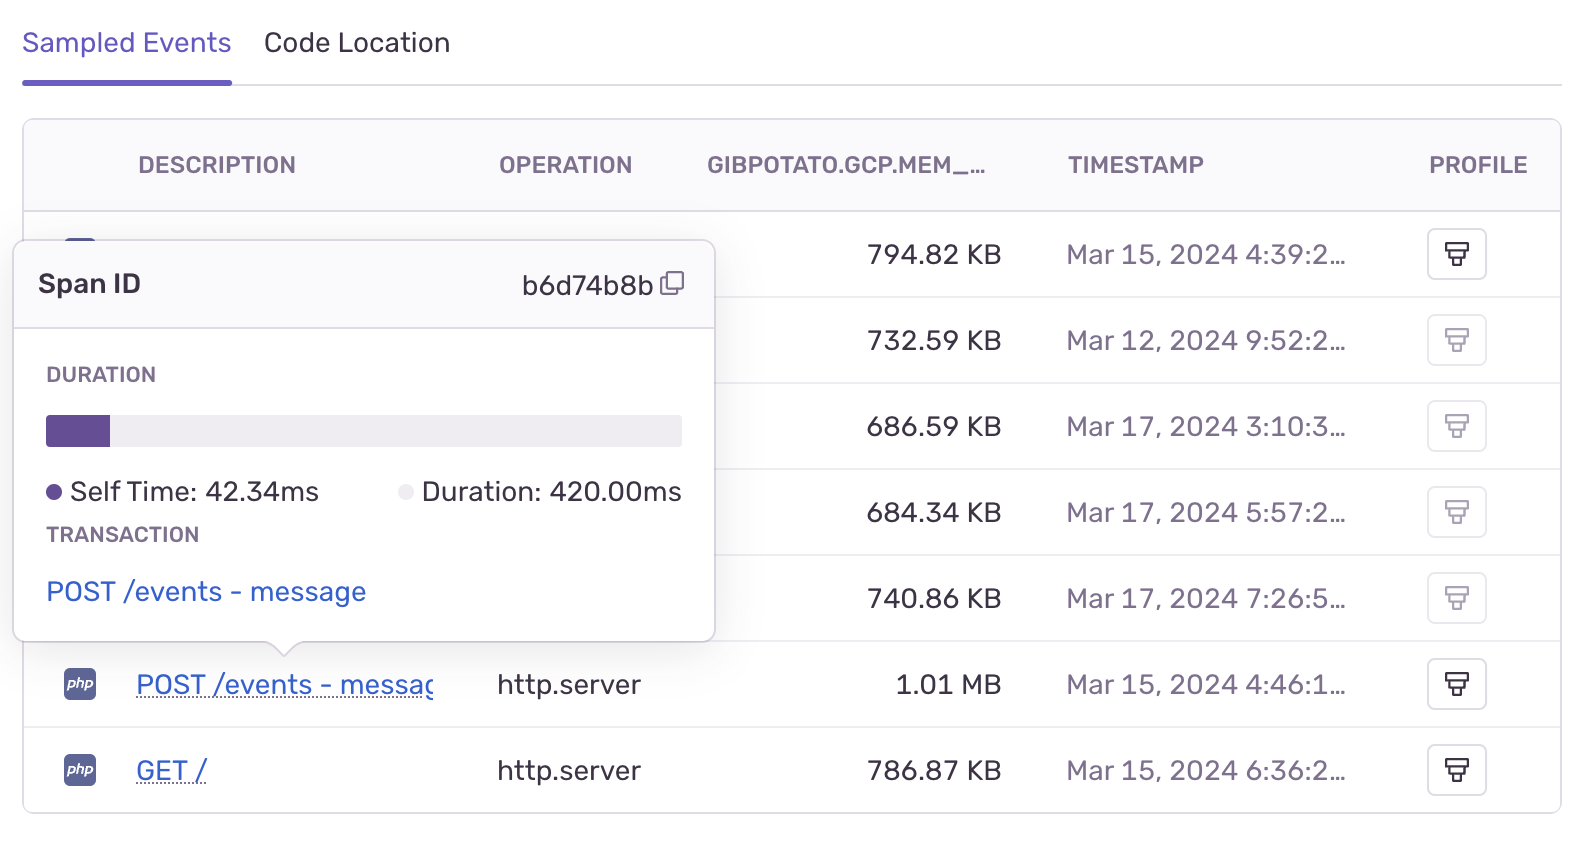 Sampled Events Code Location
DESCRIPTION OPERATION GIBPOTATO.GCP.MEM_... TIMESTAMP PROFILE
794.82 KB Mar 15, 2024 4:39:2...
Span ID b6d74b8b
732.59 KB Mar 12, 2024 9:52:2...
DURATION
686.59 KB Mar 17, 2024 3:10:3...
Self Time: 42.34ms Duration: 420.00ms
684.34 KB Mar 17, 2024 5:57:2...
TRANSACTION
POST /events - message
740.86 KB Mar 17, 2024 7:26:5...
php POST /events - messag http.server 1.01 MB Mar 15, 2024 4:46:1...
php GET / http.server 786.87 KB Mar 15, 2024 6:36:2...